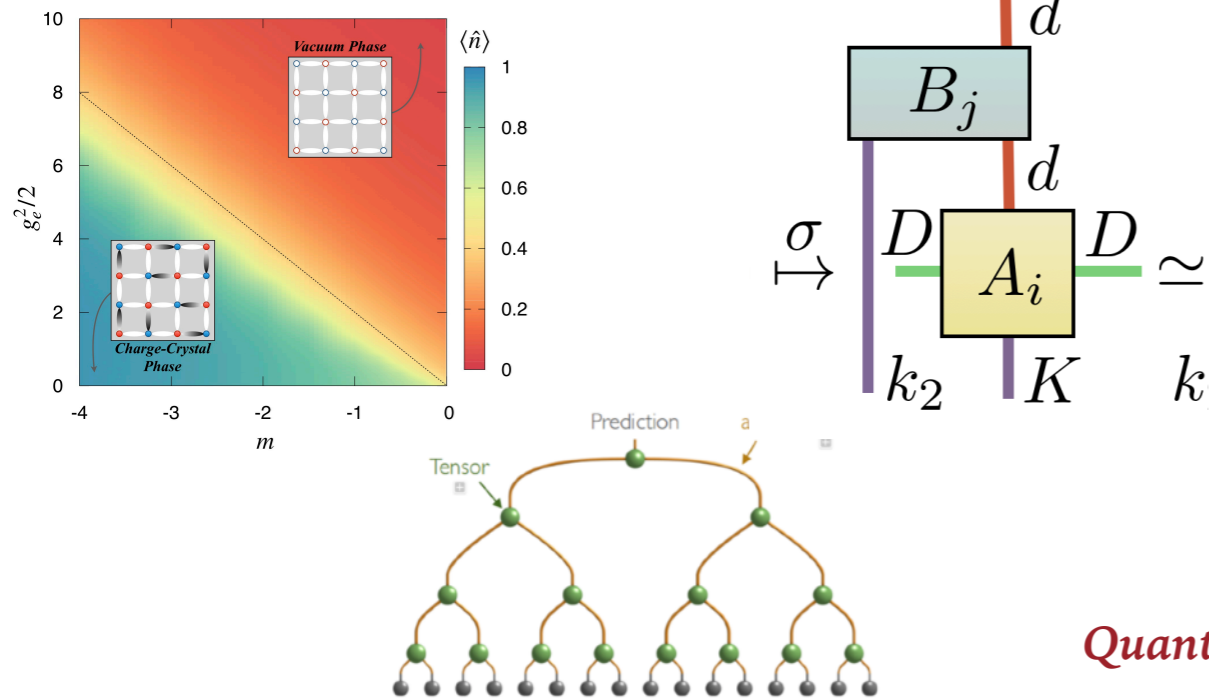 10
8
6
4
2
0
g_e^2/2
-4
-3
-2
-1
0
m
⟨n̂⟩
1
0.8
0.6
0.4
0.2
0
Vacuum Phase
Charge-Crystal
Phase
d
B_j
d
σ
↦
D
A_i
D
≃
k_2
K
k
Prediction
a
Tensor
Quant